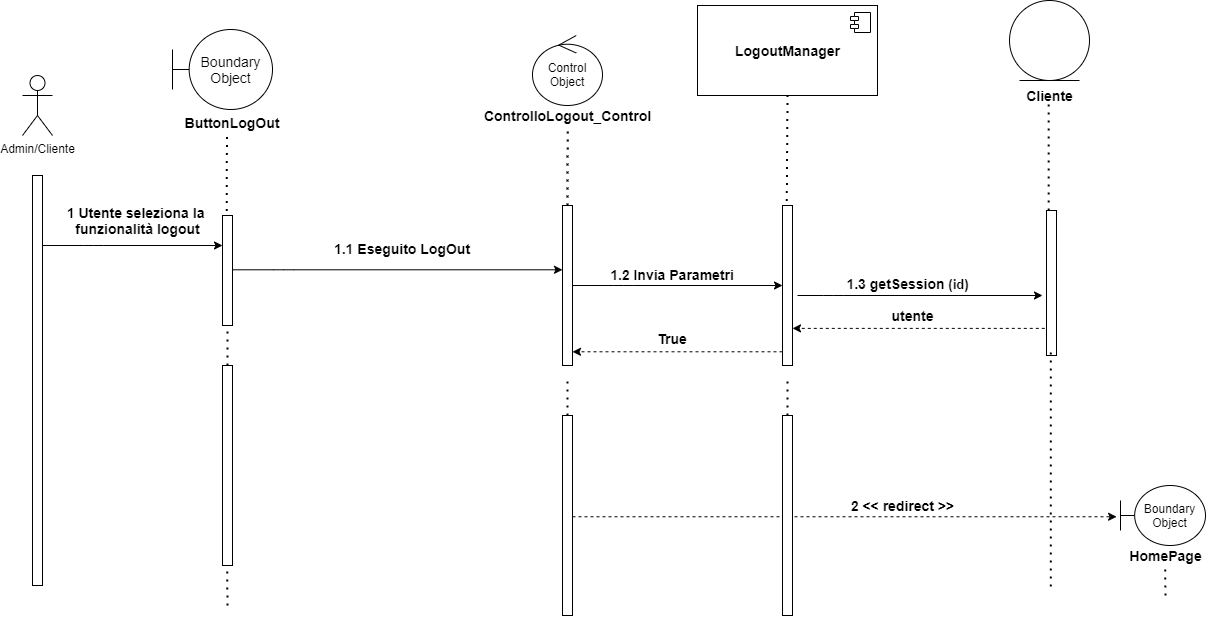 Boundary
Object
ButtonLogOut
Control
Object
ControlloLogout_Control
LogoutManager
Cliente
Admin/Cliente
1 Utente seleziona la
funzionalità logout
1.1 Eseguito LogOut
1.2 Invia Parametri
1.3 getSession (id)
utente
True
2 << redirect >>
Boundary
Object
HomePage